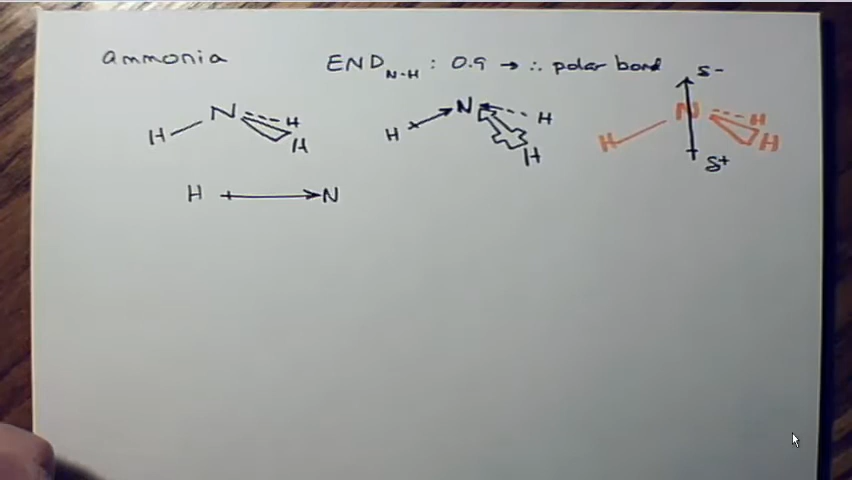 ammonia
END N-H : 0.9 → ∴ polar bond
δ-
N H H H
H N H H
N H H H
δ+
H N